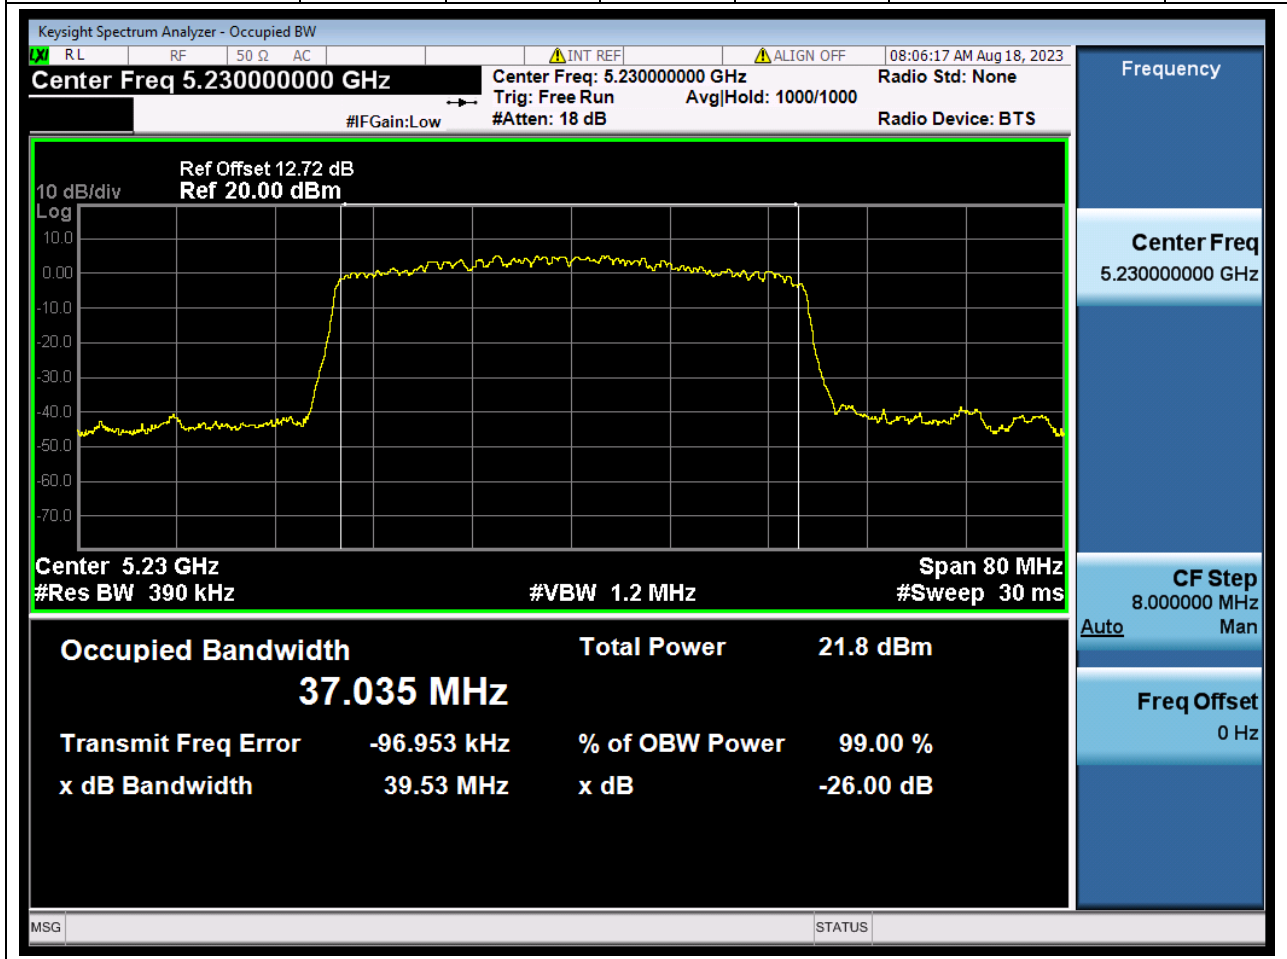 Keysight Spectrum Analyzer - Occupied BW
LXI RL RF 50 Ω AC INT REF ALIGN OFF 08:06:17 AM Aug 18, 2023
Center Freq 5.230000000 GHz
Center Freq: 5.230000000 GHz
Radio Std: None
Trig: Free Run Avg|Hold: 1000/1000
#IFGain:Low
#Atten: 18 dB
Radio Device: BTS
Ref Offset 12.72 dB
10 dB/div Ref 20.00 dBm
Log
10.0
0.00
-10.0
-20.0
-30.0
-40.0
-50.0
-60.0
-70.0
Center 5.23 GHz Span 80 MHz
#Res BW 390 kHz #VBW 1.2 MHz #Sweep 30 ms
Occupied Bandwidth Total Power 21.8 dBm
37.035 MHz
Transmit Freq Error -96.953 kHz % of OBW Power 99.00 %
x dB Bandwidth 39.53 MHz x dB -26.00 dB
MSG STATUS
Frequency
Center Freq
5.230000000 GHz
CF Step
8.000000 MHz
Auto Man
Freq Offset
0 Hz